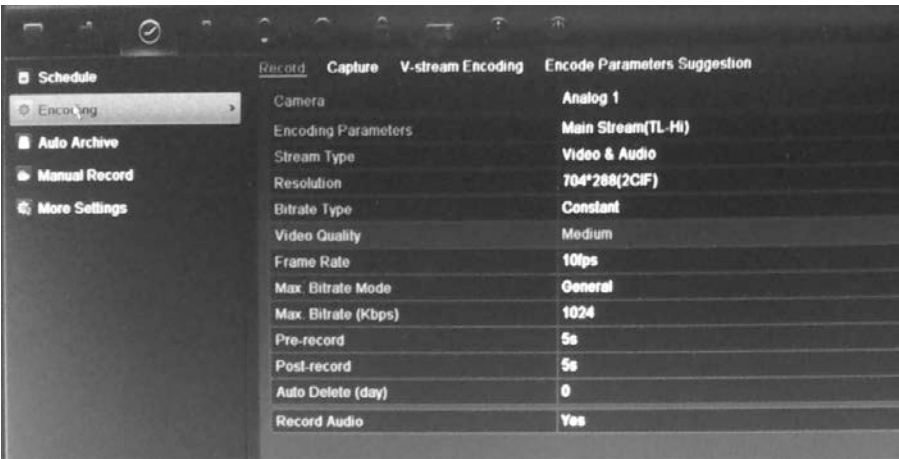 Record Capture V-stream Encoding Encode Parameters Suggestion
Schedule
Encoding
Auto Archive
Manual Record
More Settings
Camera Analog 1
Encoding Parameters Main Stream(TL-Hi)
Stream Type Video & Audio
Resolution 704*288(2CIF)
Bitrate Type Constant
Video Quality Medium
Frame Rate 10fps
Max. Bitrate Mode General
Max. Bitrate (Kbps) 1024
Pre-record 5s
Post-record 5s
Auto Delete (day) 0
Record Audio Yes